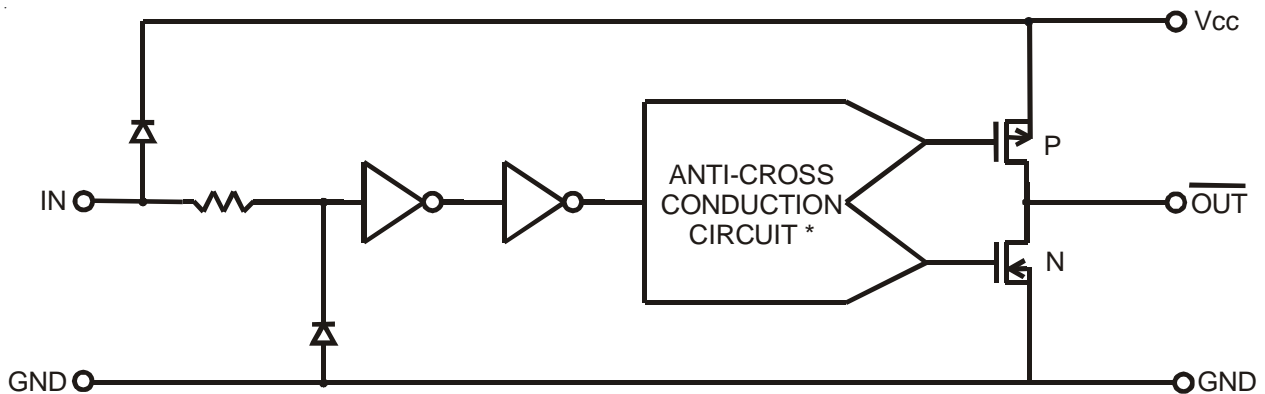 Vcc
P
IN
ANTI-CROSS
CONDUCTION
CIRCUIT *
OUT
N
GND
GND